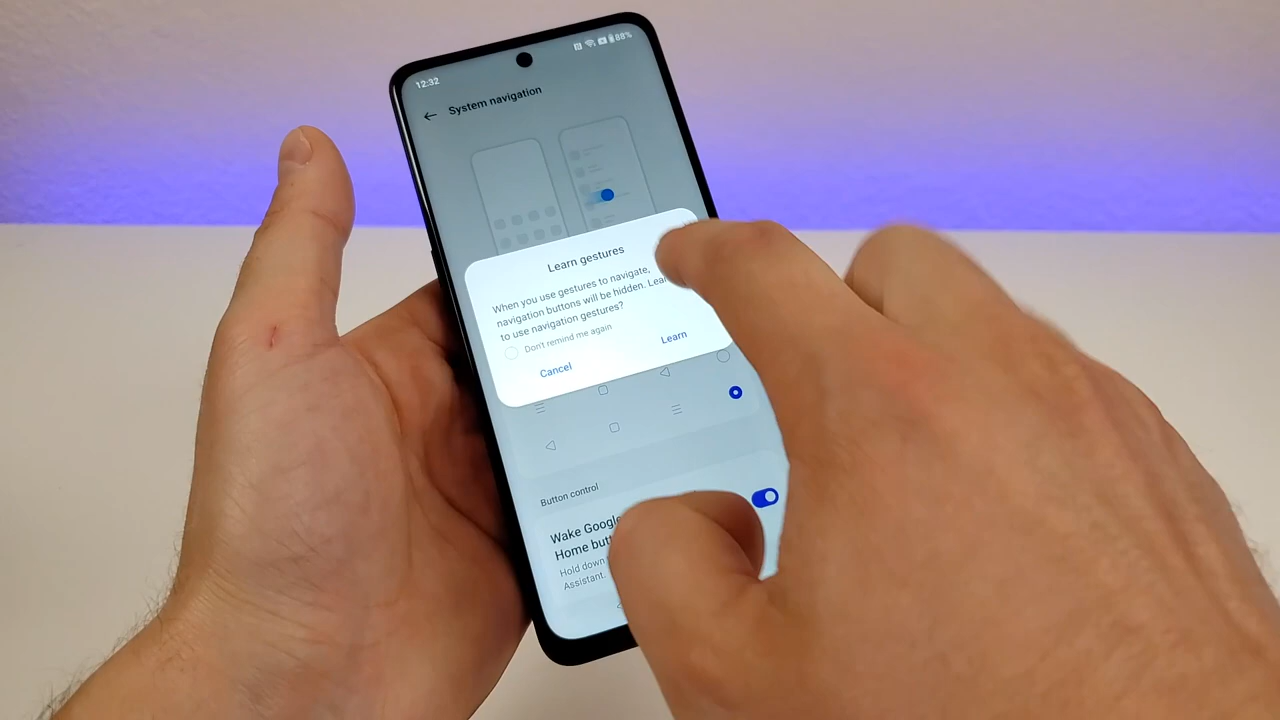 12:32
88%
System navigation
Learn gestures
When you use gestures to navigate,
navigation buttons will be hidden.
to use navigation gestures?
Don't remind me again
Cancel
Learn
Button control
Wake Google
Home
Hold down
Assistant.